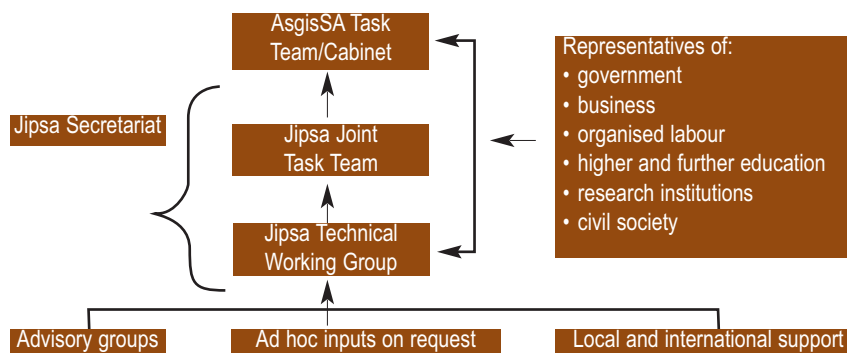 AsgisSA Task
Team/Cabinet
Representatives of:
• government
• business
• organised labour
• higher and further education
• research institutions
• civil society
Jipsa Secretariat
Jipsa Joint
Task Team
Jipsa Technical
Working Group
Advisory groups
Ad hoc inputs on request
Local and international support